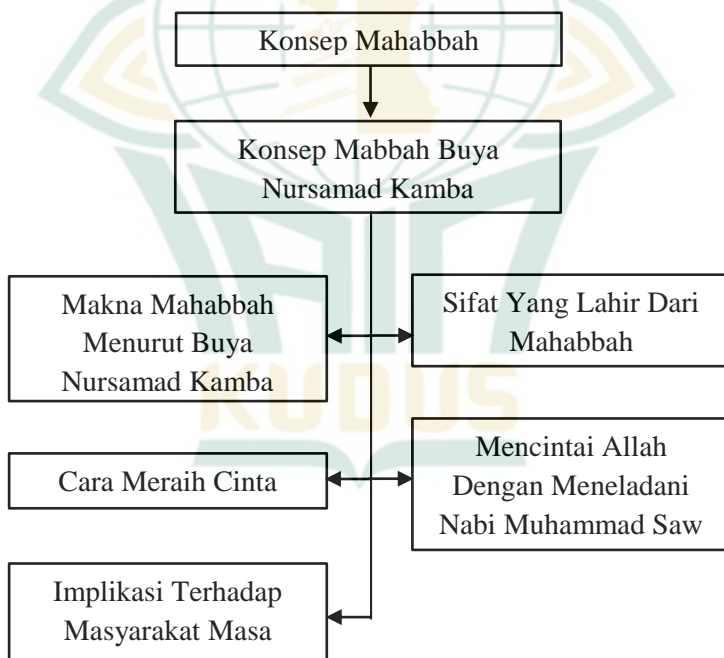 Konsep Mahabbah
Konsep Mabbah Buya
Nursamad Kamba
Makna Mahabbah
Menurut Buya
Nursamad Kamba
Sifat Yang Lahir Dari
Mahabbah
Cara Meraih Cinta
Mencintai Allah
Dengan Meneladani
Nabi Muhammad Saw
Implikasi Terhadap
Masyarakat Masa
KUDUS